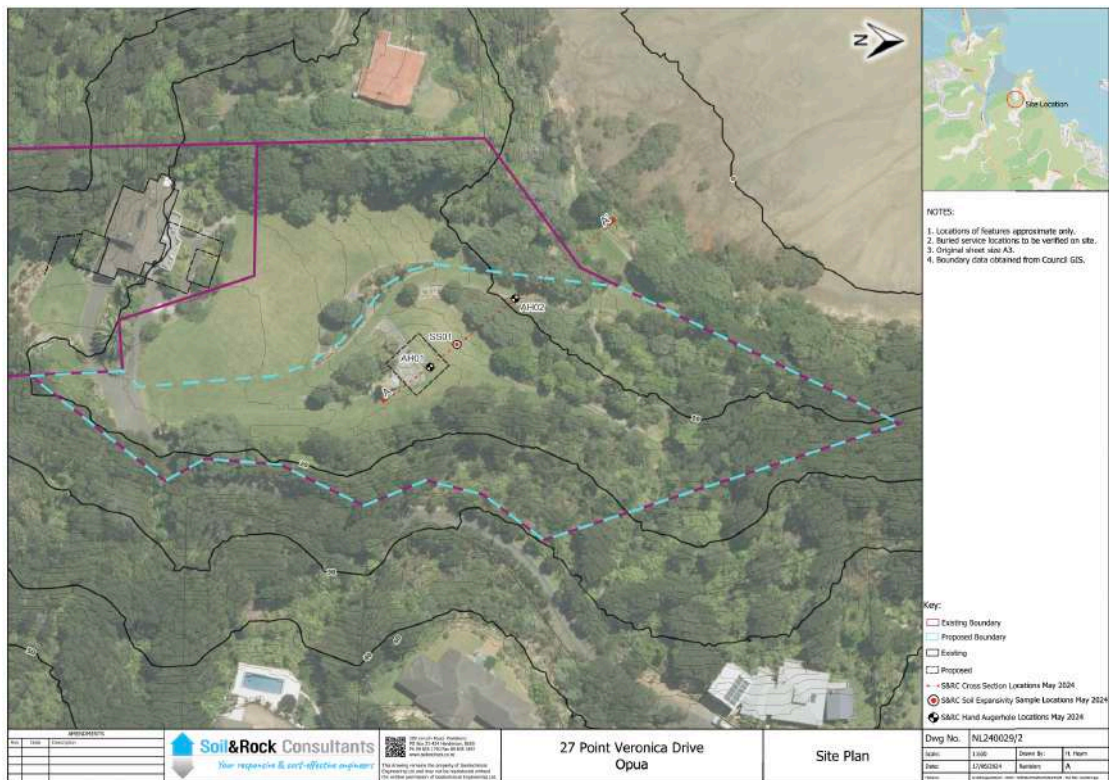 N
Site Location
NOTES:
1. Locations of features approximate only.
2. Buried service locations to be verified on site.
3. Original sheet size A3.
4. Boundary data obtained from Council GIS.
A'
AH02
SS01
AH01
A
20
Key:
Existing Boundary
Proposed Boundary
Existing
Proposed
S&RC Cross Section Locations May 2024
S&RC Soil Expansivity Sample Locations May 2024
S&RC Hand Augerhole Locations May 2024
AMENDMENTS
Rev Date Description
Soil&Rock Consultants
Your responsive & cost-effective engineers
27 Point Veronica Drive
Opua
Site Plan
Dwg No. NL240029/2
Scale: Drawn By:
Date: 17/05/2024 Revision: A